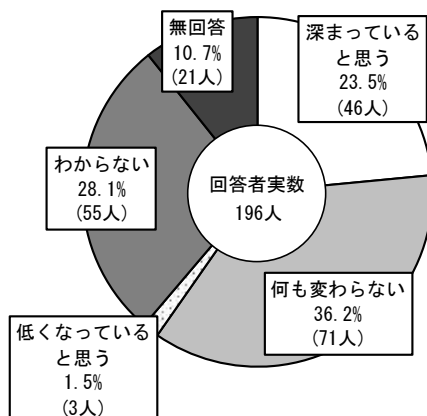 無回答
10.7%
(21人)
深まっている
と思う
23.5%
(46人)
わからない
28.1%
(55人)
回答者実数
196人
何も変わらない
36.2%
(71人)
低くなっている
と思う
1.5%
(3人)